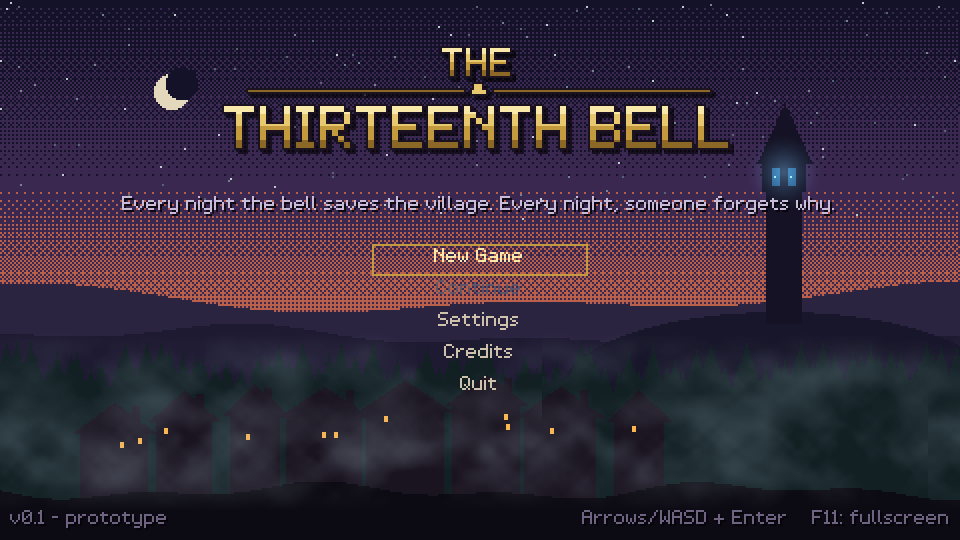 THE
THIRTEENTH BELL
Every night the bell saves the village. Every night, someone forgets why.
New Game
Settings
Credits
Quit
v0.1 - prototype
Arrows/WASD + Enter F11: fullscreen